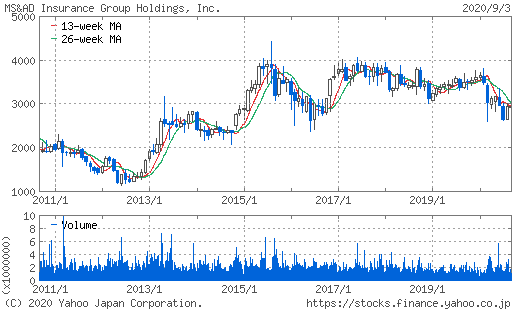 MS&AD Insurance Group Holdings, Inc. 2020/9/3
5000
13-week MA
26-week MA
4000
3000
2000
1000
2011/1 2013/1 2015/1 2017/1 2019/1
10
Volume
8
6
4
2
0
(x1000000)
2011/1 2013/1 2015/1 2017/1 2019/1
(C) 2020 Yahoo Japan Corporation. https://stocks.finance.yahoo.co.jp/